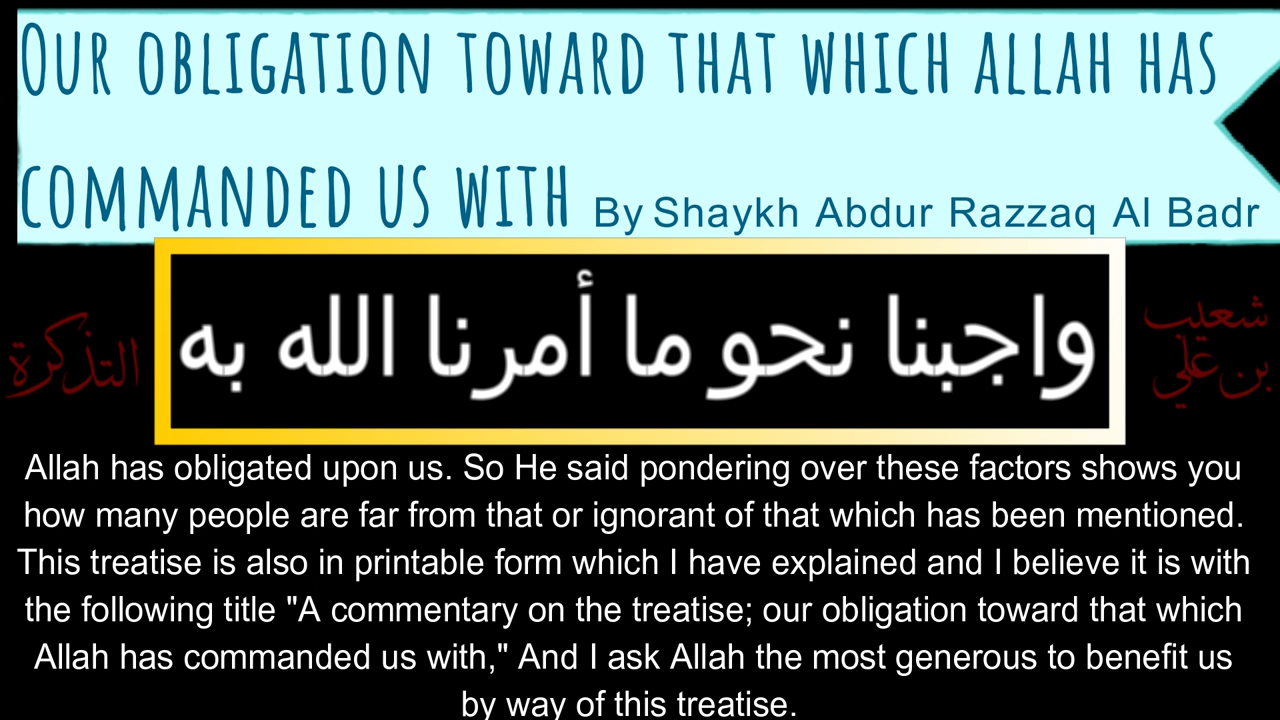 Our obligation toward that which Allah has
commanded us with By Shaykh Abdur Razzaq Al Badr
واجبنا نحو ما أمرنا الله به
شعيب
بن علي
التذكرة
Allah has obligated upon us. So He said pondering over these factors shows you
how many people are far from that or ignorant of that which has been mentioned.
This treatise is also in printable form which I have explained and I believe it is with
the following title "A commentary on the treatise; our obligation toward that which
Allah has commanded us with," And I ask Allah the most generous to benefit us
by way of this treatise.